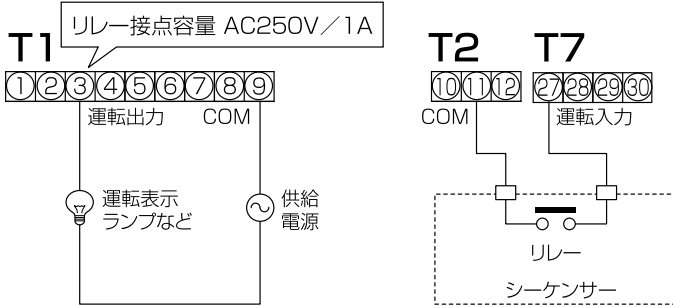 リレー接点容量 AC250V／1A
T1
①②③④⑤⑥⑦⑧⑨
運転出力 COM
運転表示
ランプなど
供給
電源
T2 T7
⑩⑪⑫ ㉗㉘㉙㉚
COM 運転入力
リレー
シーケンサー